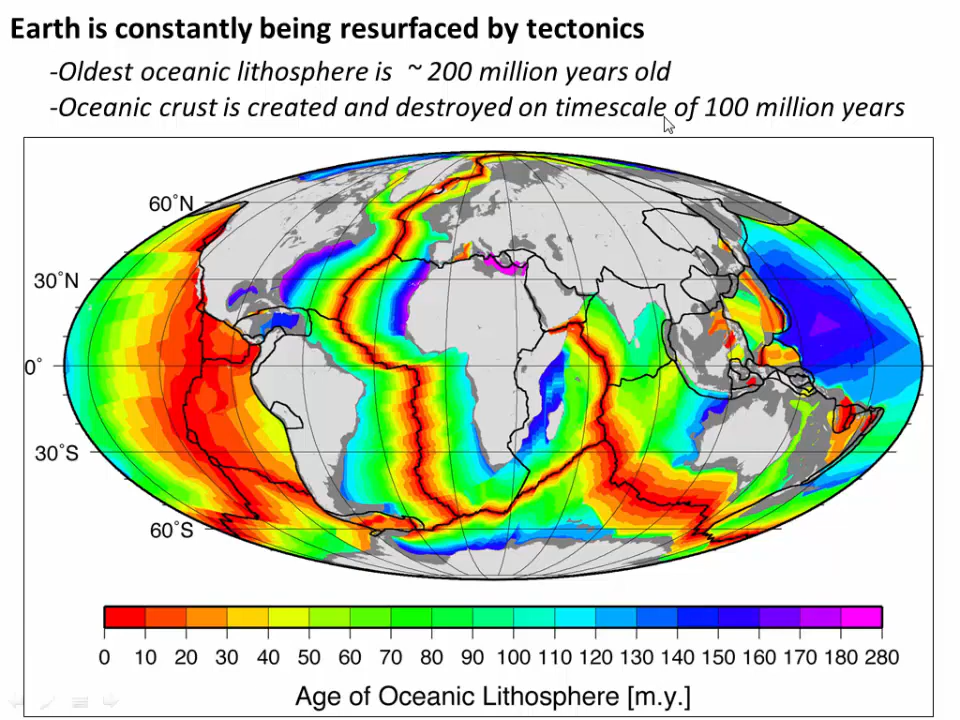 Earth is constantly being resurfaced by tectonics
-Oldest oceanic lithosphere is ~ 200 million years old
-Oceanic crust is created and destroyed on timescale of 100 million years
60˚N
30˚N
0˚
30˚S
60˚S
0 10 20 30 40 50 60 70 80 90 100 110 120 130 140 150 160 170 180 280
Age of Oceanic Lithosphere [m.y.]